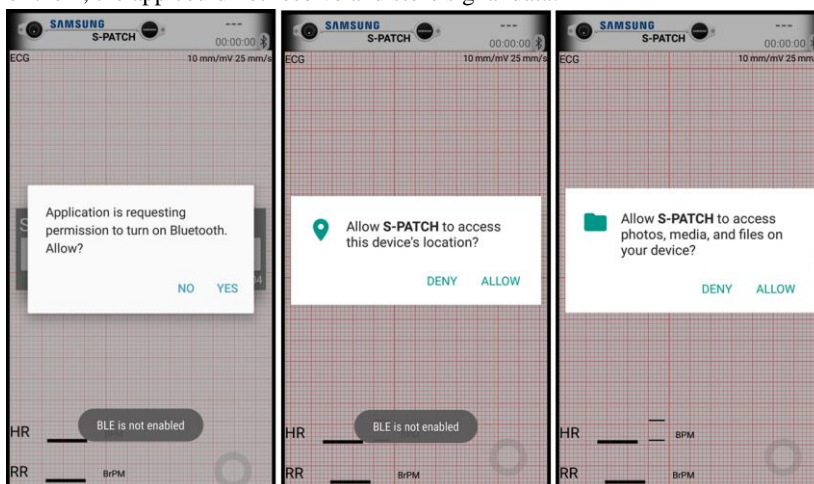 SAMSUNG
S-PATCH
---
00:00:00
ECG
10 mm/mV 25 mm/s
Application is requesting
permission to turn on Bluetooth.
Allow?
NO YES
BLE is not enabled
HR
RR
BrPM
SAMSUNG
S-PATCH
---
00:00:00
ECG
10 mm/mV 25 mm/s
Allow S-PATCH to access
this device's location?
DENY ALLOW
BLE is not enabled
HR
RR
BrPM
SAMSUNG
S-PATCH
---
00:00:00
ECG
10 mm/mV 25 mm
Allow S-PATCH to access
photos, media, and files on
your device?
DENY ALLOW
HR
BPM
RR
BrPM